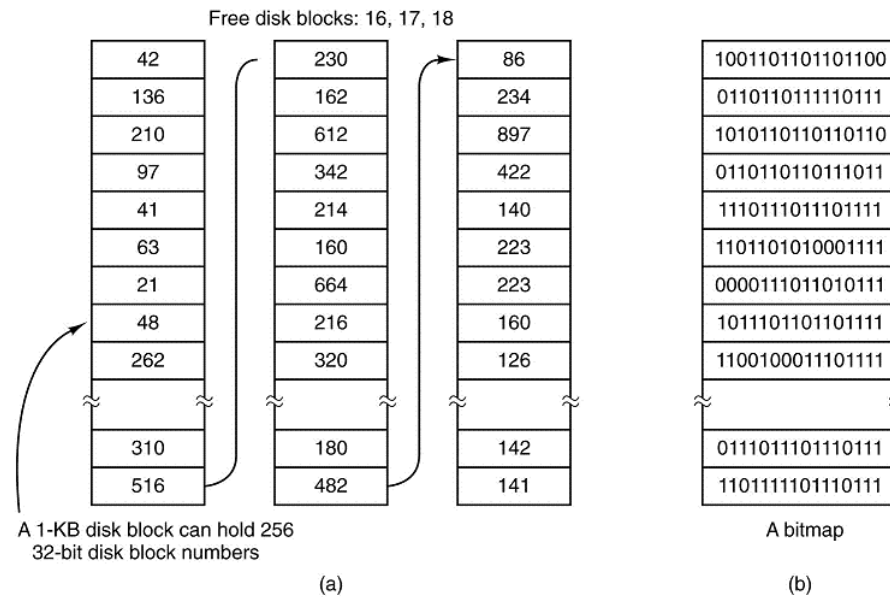 Free disk blocks: 16, 17, 18
42 230 86 1001101101101100
136 162 234 0110110111110111
210 612 897 1010110110110110
97 342 422 0110110110111011
41 214 140 1110111011101111
63 160 223 1101101010001111
21 664 223 0000111011010111
48 216 160 1011101101101111
262 320 126 1100100011101111
310 180 142 0111011101110111
516 482 141 1101111101110111
A 1-KB disk block can hold 256
32-bit disk block numbers
A bitmap
(a) (b)